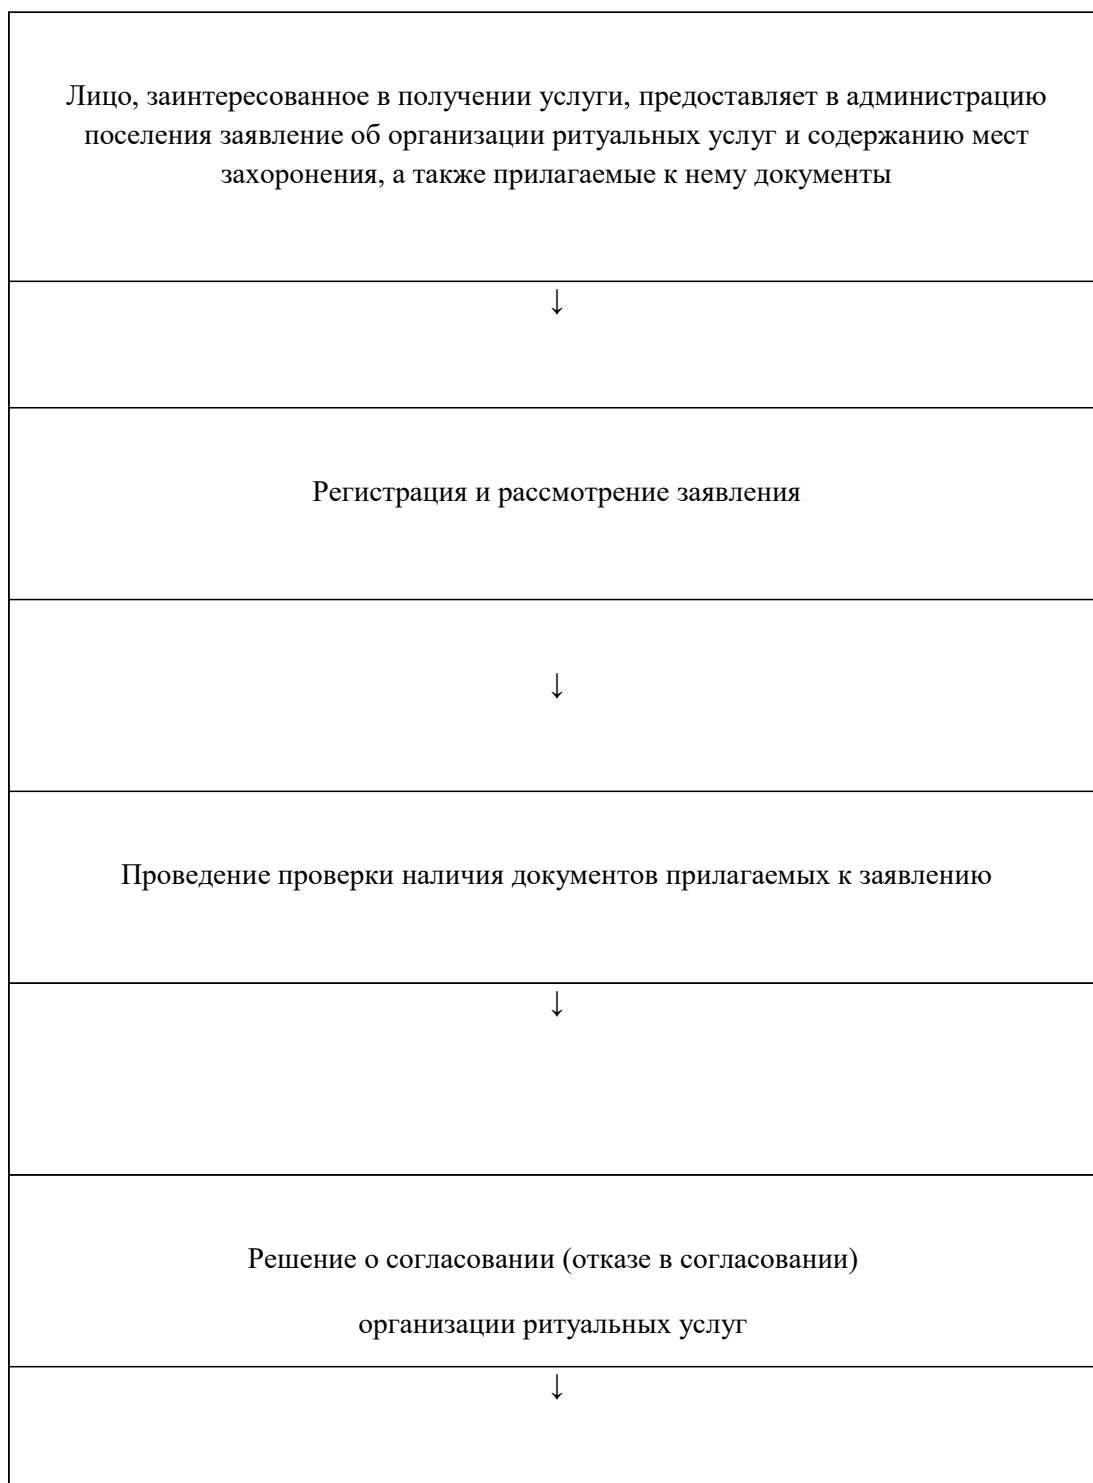 Лицо, заинтересованное в получении услуги, предоставляет в администрацию
поселения заявление об организации ритуальных услуг и содержанию мест
захоронения, а также прилагаемые к нему документы
↓
Регистрация и рассмотрение заявления
↓
Проведение проверки наличия документов прилагаемых к заявлению
↓
Решение о согласовании (отказе в согласовании)
организации ритуальных услуг
↓